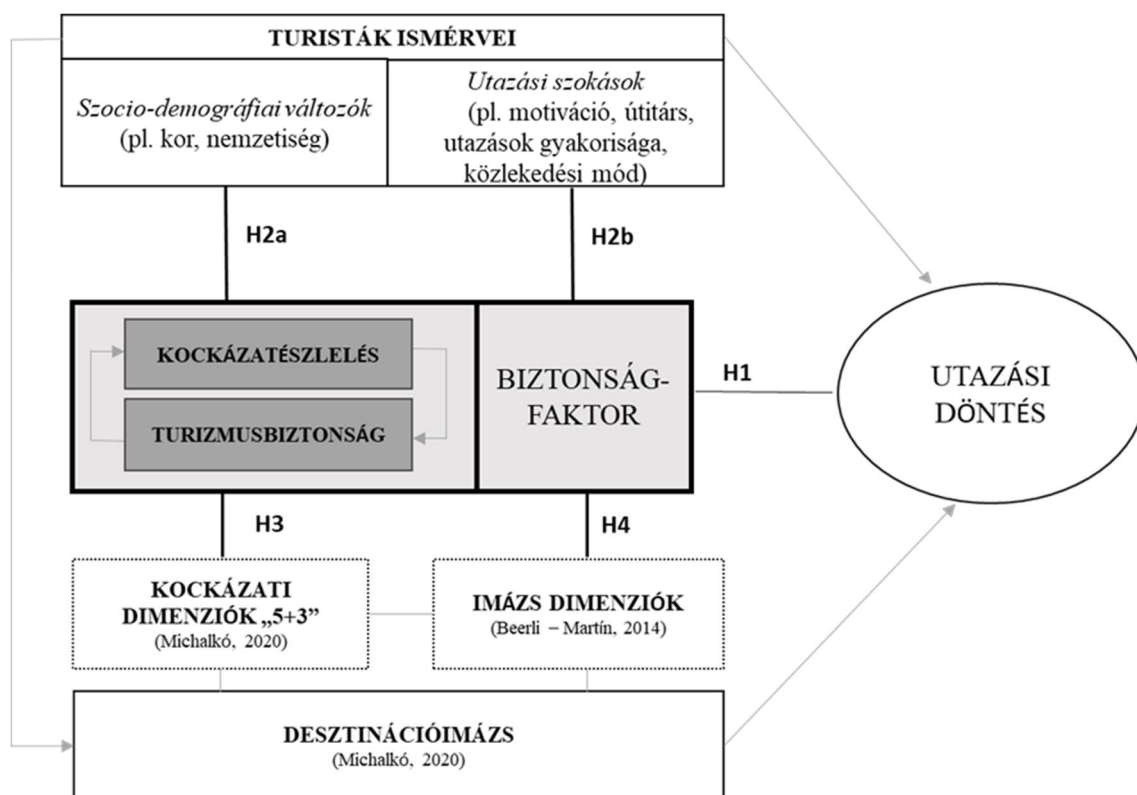 TURISTÁK ISMÉRVEI
Szocio-demográfiai változók
(pl. kor, nemzetiség)
Utazási szokások
(pl. motiváció, útitárs,
utazások gyakorisága,
közlekedési mód)
H2a
H2b
KOCKÁZATÉSZLELÉS
TURIZMUSBIZTONSÁG
BIZTONSÁG-
FAKTOR
H1
UTAZÁSI
DÖNTÉS
H3
H4
KOCKÁZATI
DIMENZIÓK „5+3”
(Michalkó, 2020)
IMÁZS DIMENZIÓK
(Beerli – Martín, 2014)
DESZTINÁCIÓIMÁZS
(Michalkó, 2020)